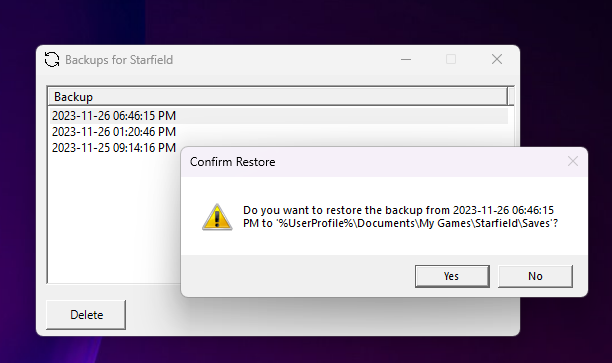 Backups for Starfield
Backup
2023-11-26 06:46:15 PM
2023-11-26 01:20:46 PM
2023-11-25 09:14:16 PM
Confirm Restore
Do you want to restore the backup from 2023-11-26 06:46:15
PM to '%UserProfile%\Documents\My Games\Starfield\Saves'?
Yes No
Delete